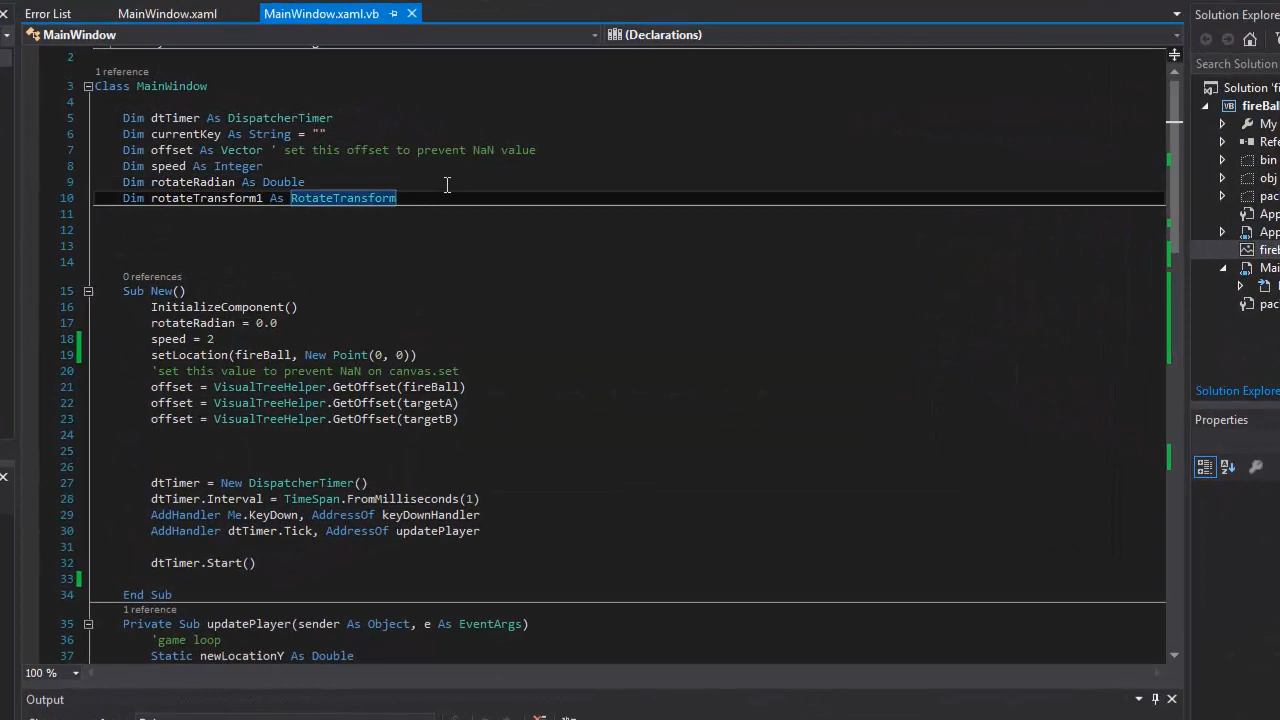 Error List MainWindow.xaml MainWindow.xaml.vb
MainWindow (Declarations)
2
1 reference
3 Class MainWindow
4
5 Dim dtTimer As DispatcherTimer
6 Dim currentKey As String = ""
7 Dim offset As Vector ' set this offset to prevent NaN value
8 Dim speed As Integer
9 Dim rotateRadian As Double
10 Dim rotateTransform1 As RotateTransform
11
12
13
14
0 references
15 Sub New()
16 InitializeComponent()
17 rotateRadian = 0.0
18 speed = 2
19 setLocation(fireBall, New Point(0, 0))
20 'set this value to prevent NaN on canvas.set
21 offset = VisualTreeHelper.GetOffset(fireBall)
22 offset = VisualTreeHelper.GetOffset(targetA)
23 offset = VisualTreeHelper.GetOffset(targetB)
24
25
26
27 dtTimer = New DispatcherTimer()
28 dtTimer.Interval = TimeSpan.FromMilliseconds(1)
29 AddHandler Me.KeyDown, AddressOf keyDownHandler
30 AddHandler dtTimer.Tick, AddressOf updatePlayer
31
32 dtTimer.Start()
33
34 End Sub
1 reference
35 Private Sub updatePlayer(sender As Object, e As EventArgs)
36 'game loop
37 Static newLocationY As Double
100 %
Output
Solution Explorer
Search Solution
Solution 'fi
fireBa
My
Refe
bin
obj
pac
App
App
fireb
Mai
pac
Solution Explore
Properties